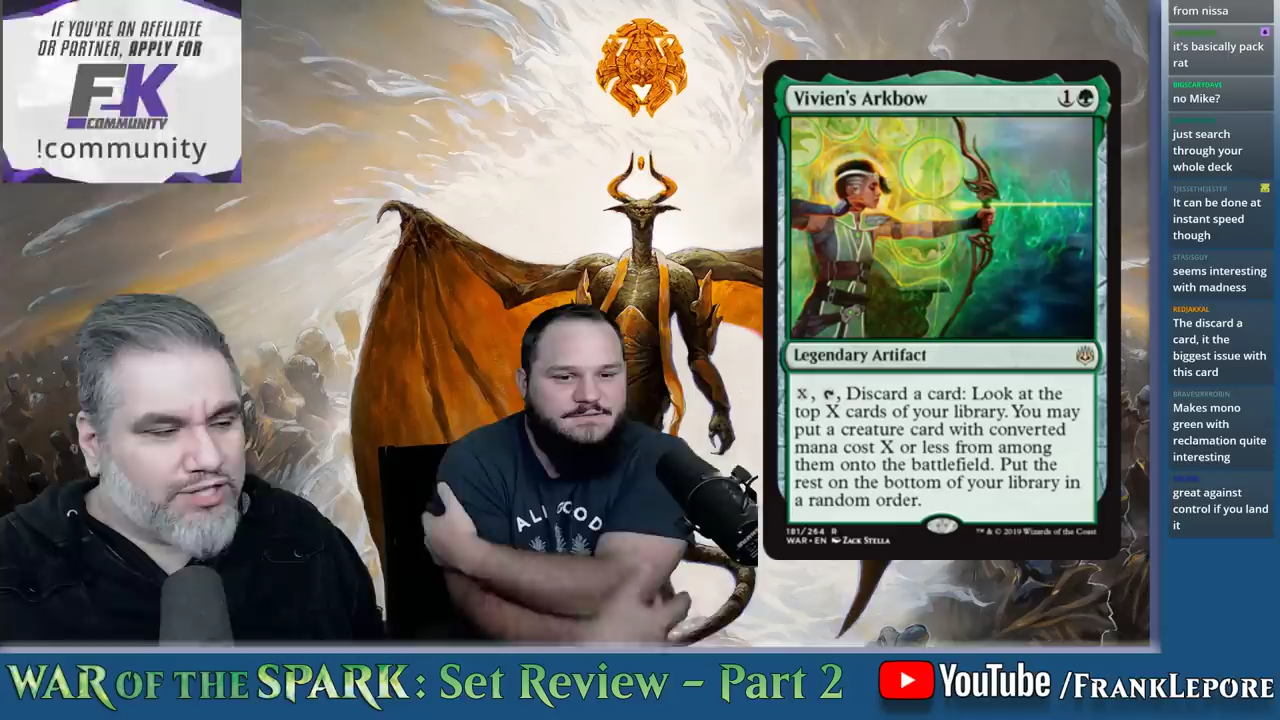 IF YOU'RE AN AFFILIATE
OR PARTNER, APPLY FOR
COMMUNITY
!community
Vivien's Arkbow
1
Legendary Artifact
X, , Discard a card: Look at the
top X cards of your library. You may
put a creature card with converted
mana cost X or less from among
them onto the battlefield. Put the
rest on the bottom of your library in
a random order.
181/264 R
WAR • EN ZACK STELLA
™ & © 2019 Wizards of the Coast
from nissa
it's basically pack
rat
BIGSCARYDAVE
no Mike?
just search
through your
whole deck
TJESSETHEJESTER
It can be done at
instant speed
though
STASISGUY
seems interesting
with madness
REDJAKKAL
The discard a
card, it the
biggest issue with
this card
BRAVESIRROBIN
Makes mono
green with
reclamation quite
interesting
great against
control if you land
it
WAR OF THE SPARK: Set Review - Part 2
YouTube /FRANKLEPORE